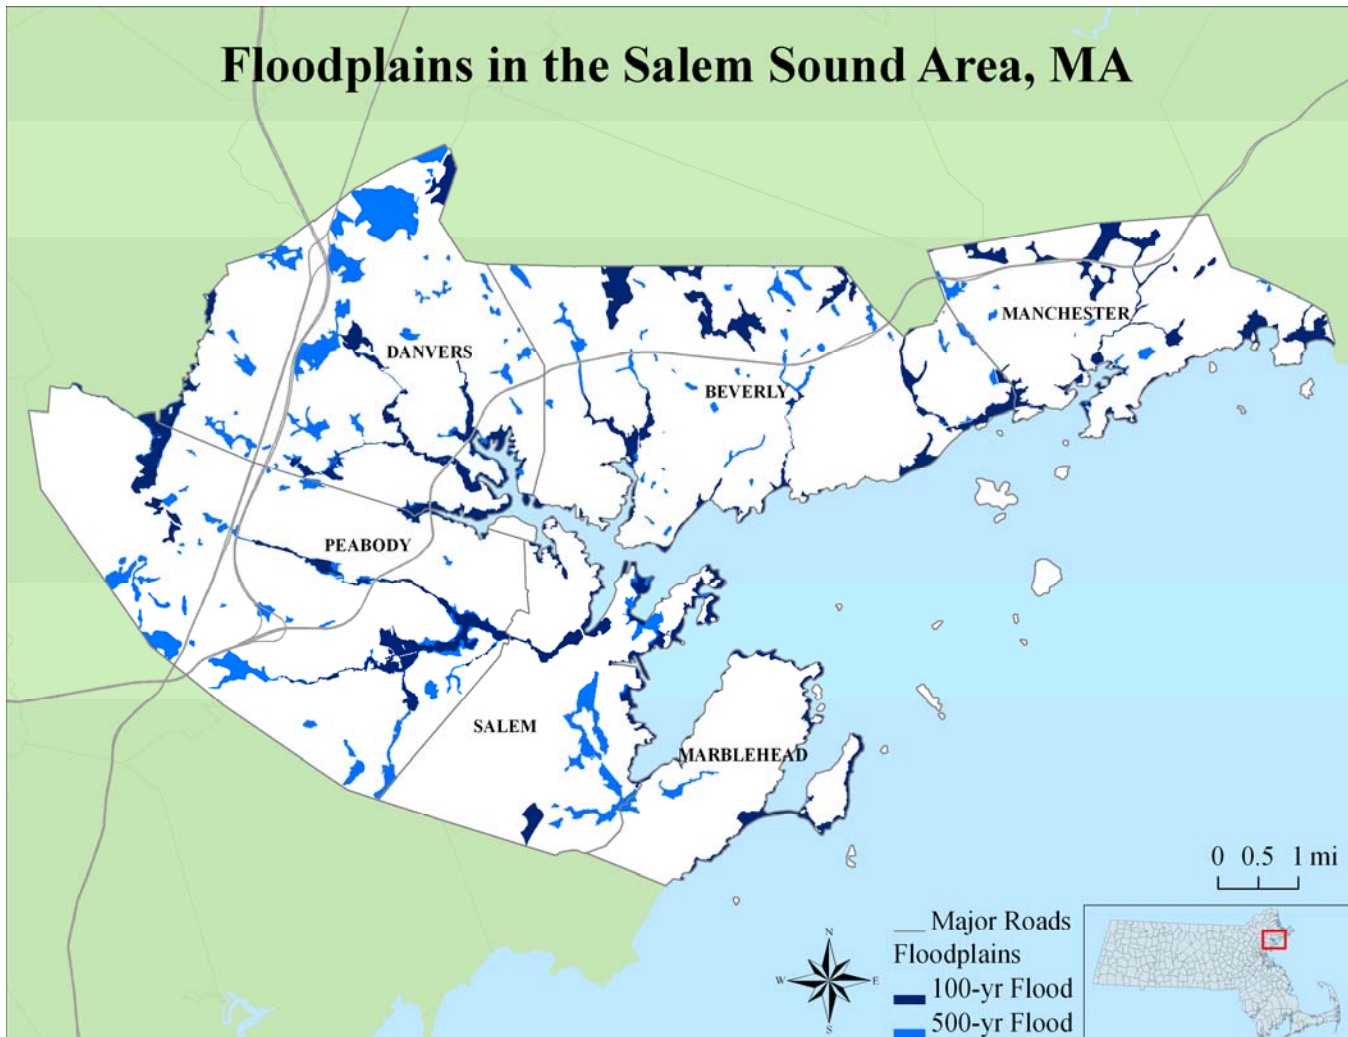 Floodplains in the Salem Sound Area, MA
MANCHESTER
DANVERS
BEVERLY
PEABODY
SALEM
MARBLEHEAD
0 0.5 1 mi
Major Roads
Floodplains
100-yr Flood
500-yr Flood
N
W E
S